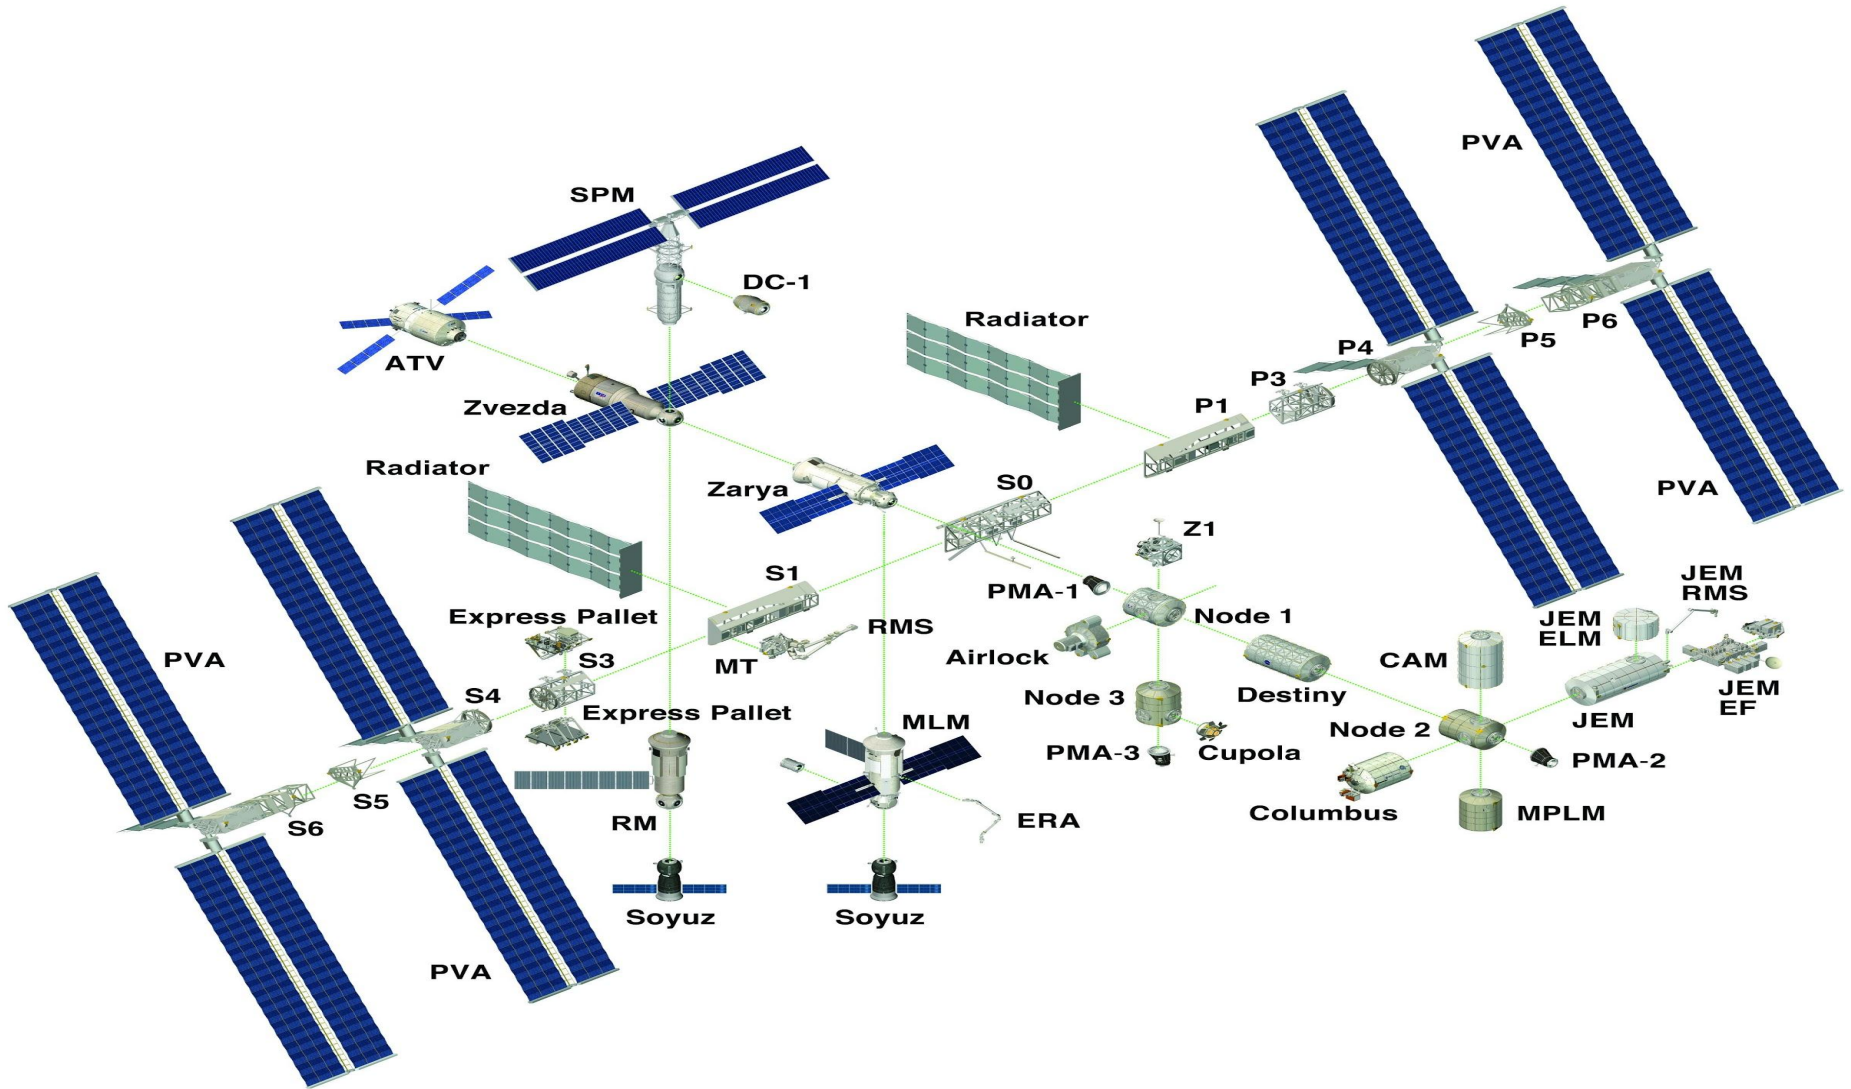 PVA
SPM
DC-1
Radiator
P6
P5
P4
ATV
P3
Zvezda
P1
Radiator
Zarya
S0
PVA
Z1
S1
PMA-1
JEM
RMS
Express Pallet
RMS
Node 1
JEM
ELM
PVA
S3
MT
Airlock
CAM
S4
Express Pallet
Node 3
Destiny
JEM
JEM
EF
MLM
Node 2
PMA-3
Cupola
PMA-2
S5
S6
RM
ERA
Columbus
MPLM
Soyuz
Soyuz
PVA